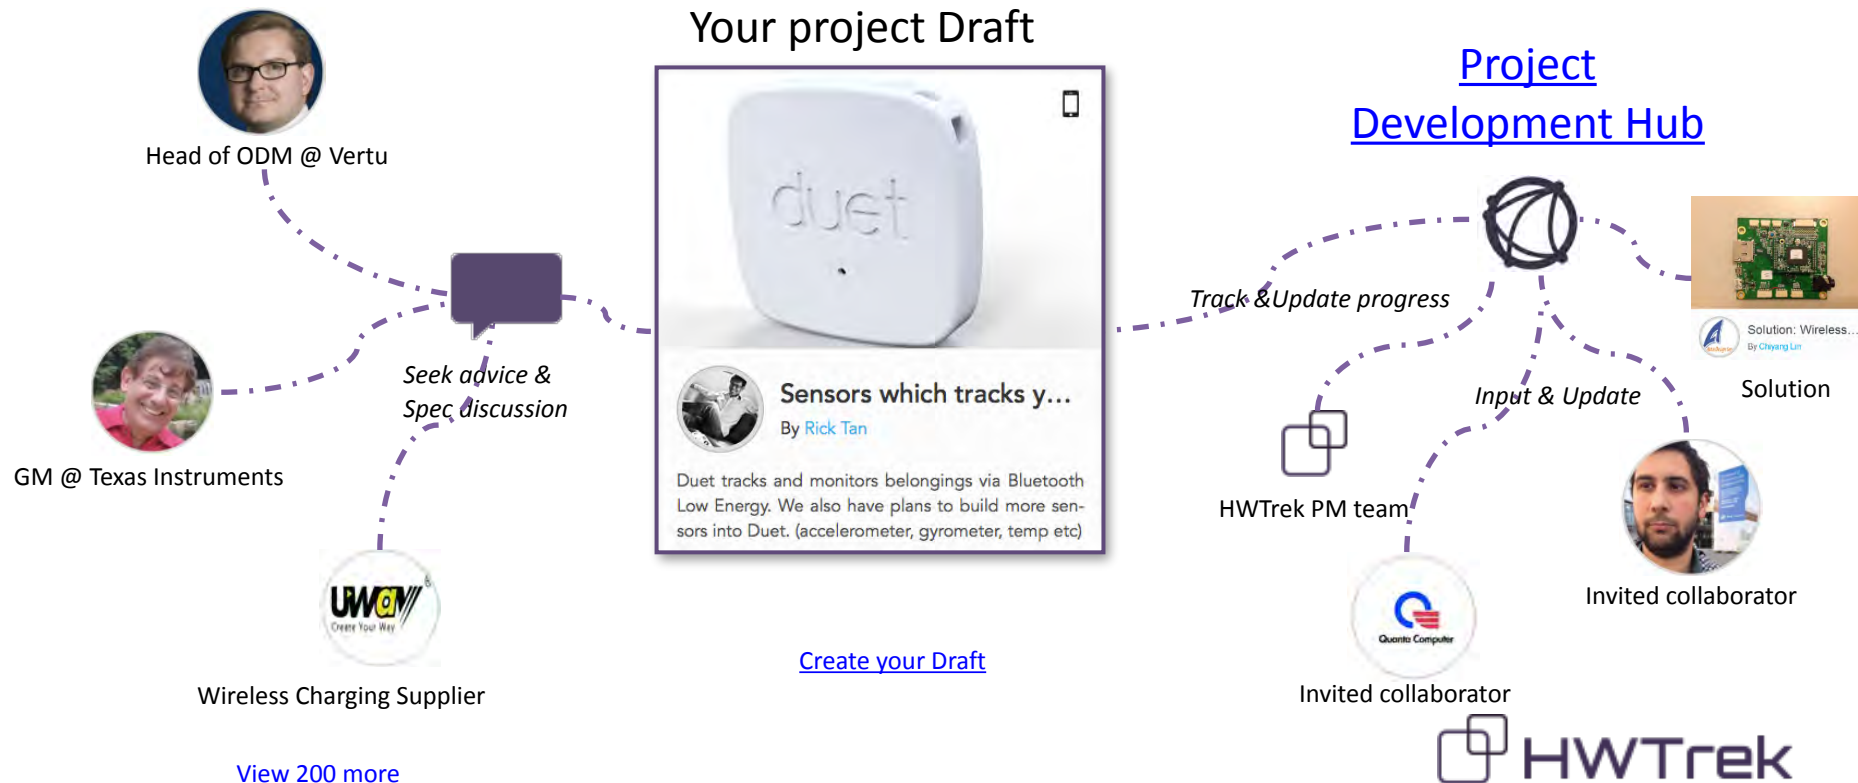 Your project Draft
Head of ODM @ Vertu
GM @ Texas Instruments
Seek advice &
Spec discussion
UWay
Create Your Way
Wireless Charging Supplier
View 200 more
duet
Sensors which tracks y...
By Rick Tan
Duet tracks and monitors belongings via Bluetooth
Low Energy. We also have plans to build more sen-
sors into Duet. (accelerometer, gyrometer, temp etc)
Create your Draft
Project
Development Hub
Track &Update progress
Input & Update
Solution: Wireless...
By Chiyang Lin
Solution
HWTrek PM team
Invited collaborator
Quanta Computer
Invited collaborator
HWTrek